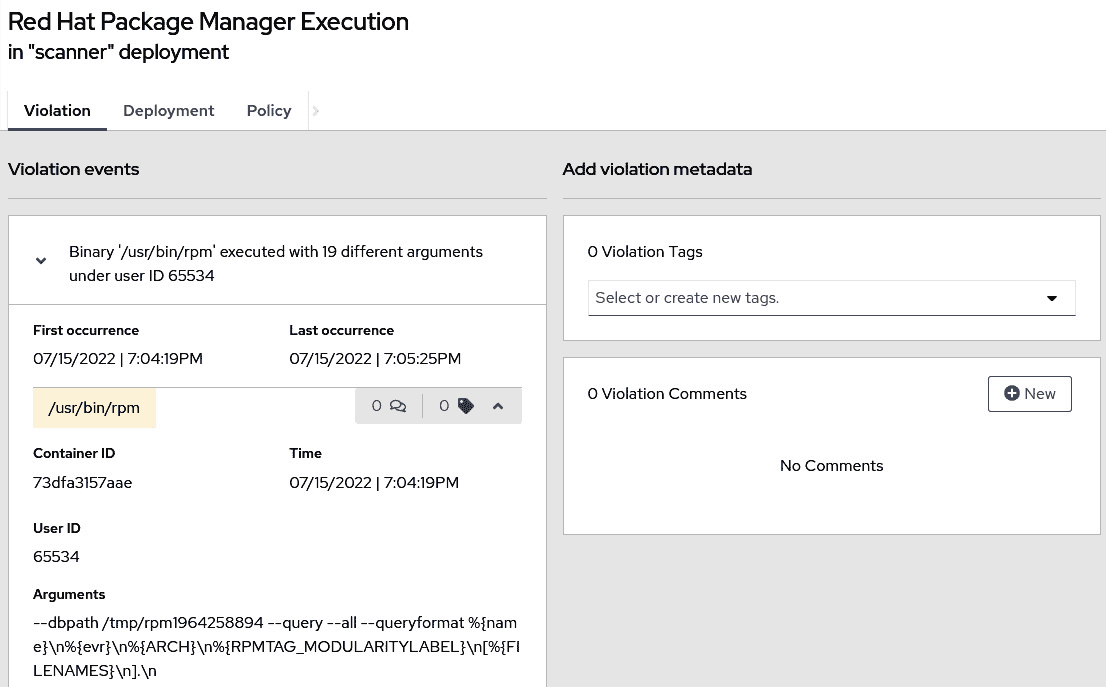 Red Hat Package Manager Execution
in "scanner" deployment
Violation
Deployment
Policy
Violation events
Binary '/usr/bin/rpm' executed with 19 different arguments
under user ID 65534
First occurrence
Last occurrence
07/15/2022 | 7:04:19PM
07/15/2022 | 7:05:25PM
/usr/bin/rpm
0
0
Container ID
Time
73dfa3157aae
07/15/2022 | 7:04:19PM
User ID
65534
Arguments
--dbpath /tmp/rpm1964258894 --query --all --queryformat %{nam
e}\n%{evr}\n%{ARCH}\n%{RPMTAG_MODULARITYLABEL}\n[%{FI
LENAMES}\n].\n
Add violation metadata
0 Violation Tags
Select or create new tags.
0 Violation Comments
New
No Comments